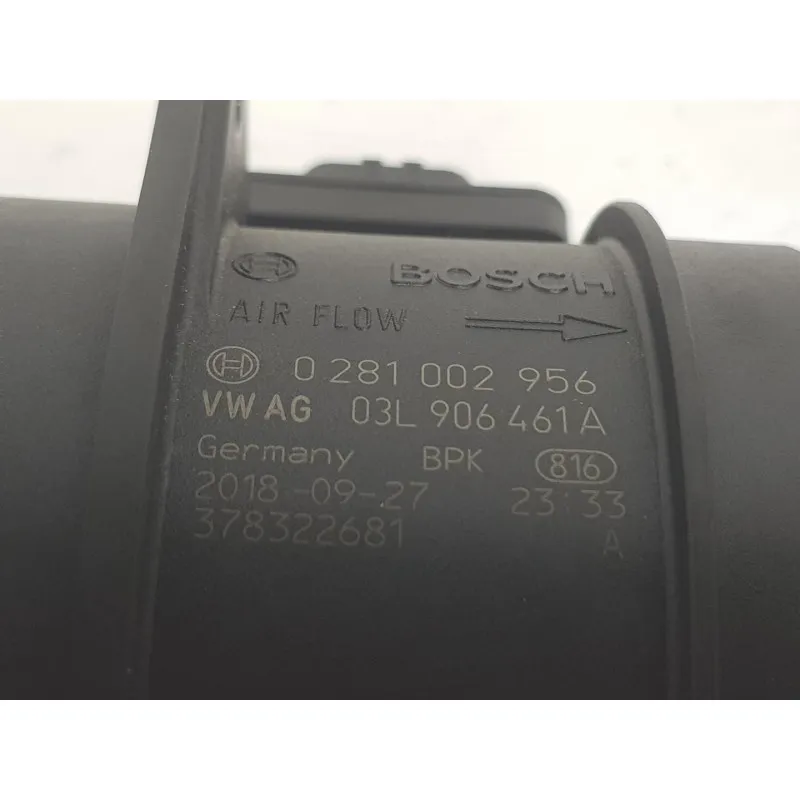 BOSCH
AIR FLOW
0 281 002 956
VW AG 03L 906 461 A
Germany BPK 816
2018-09-27 23:33
378322681 A